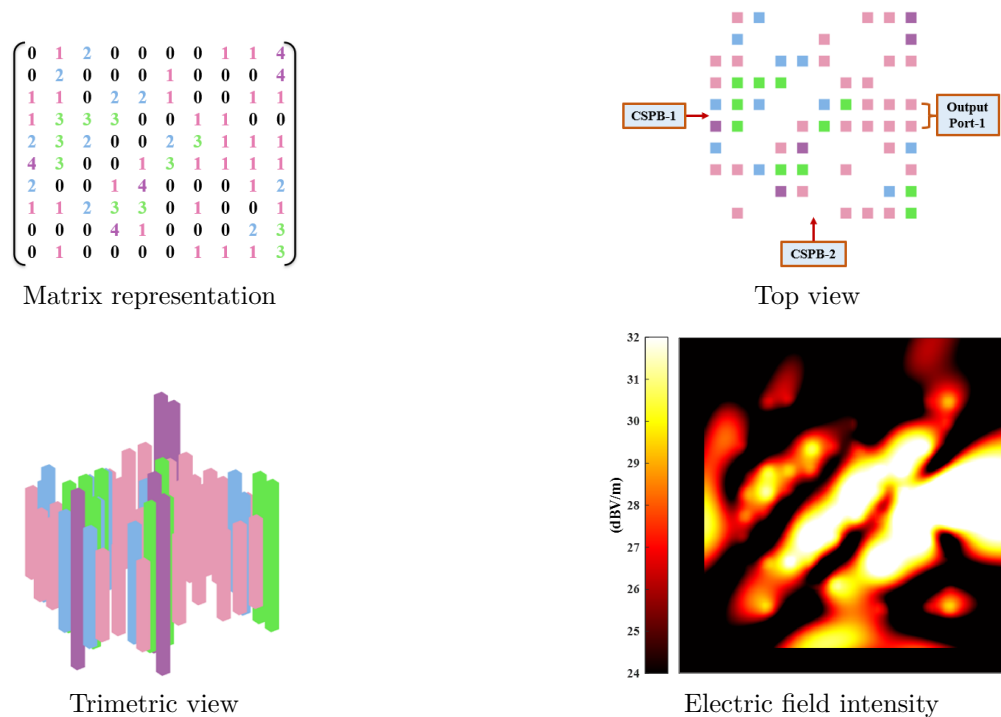 0 1 2 0 0 0 0 1 1 4
0 2 0 0 0 1 0 0 0 4
1 1 0 2 2 1 0 0 1 1
1 3 3 3 0 0 1 1 0 0
2 3 2 0 0 2 3 1 1 1
4 3 0 0 1 3 1 1 1 1
2 0 0 1 4 0 0 0 1 2
1 1 2 3 3 0 1 0 0 1
0 0 0 4 1 0 0 0 2 3
0 1 0 0 0 0 1 1 1 3
Matrix representation
CSPB-1
Output
Port-1
CSPB-2
Top view
Trimetric view
32
31
30
29
28
27
26
25
24
(dBV/m)
Electric field intensity